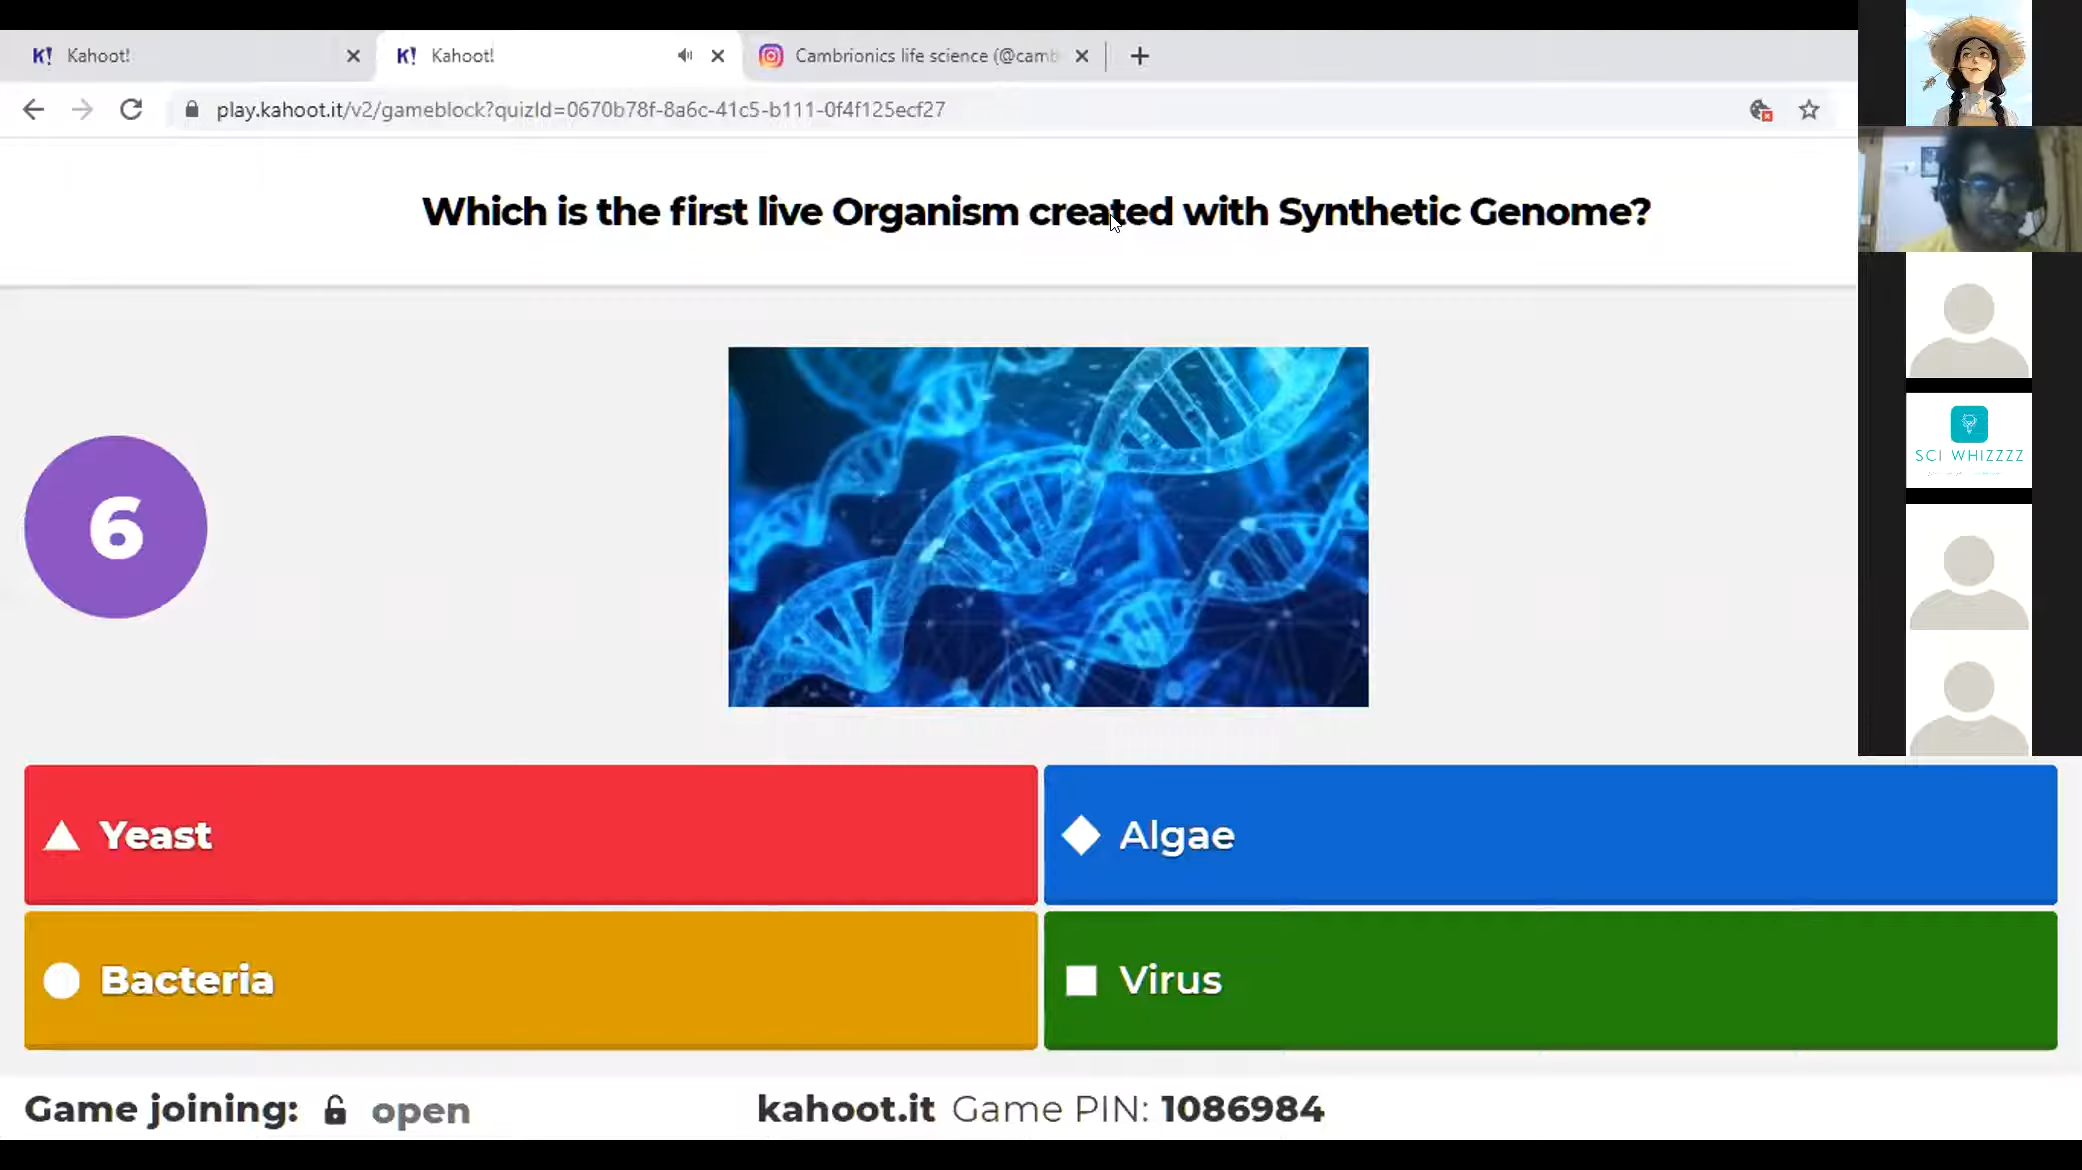 K! Kahoot!
K! Kahoot!
Cambrionics life science (@camb
play.kahoot.it/v2/gameblock?quizId=0670b78f-8a6c-41c5-b111-0f4f125ecf27
Which is the first live Organism created with Synthetic Genome?
SCI WHIZZZZ
6
Yeast
Algae
Bacteria
Virus
Game joining: open
kahoot.it Game PIN: 1086984